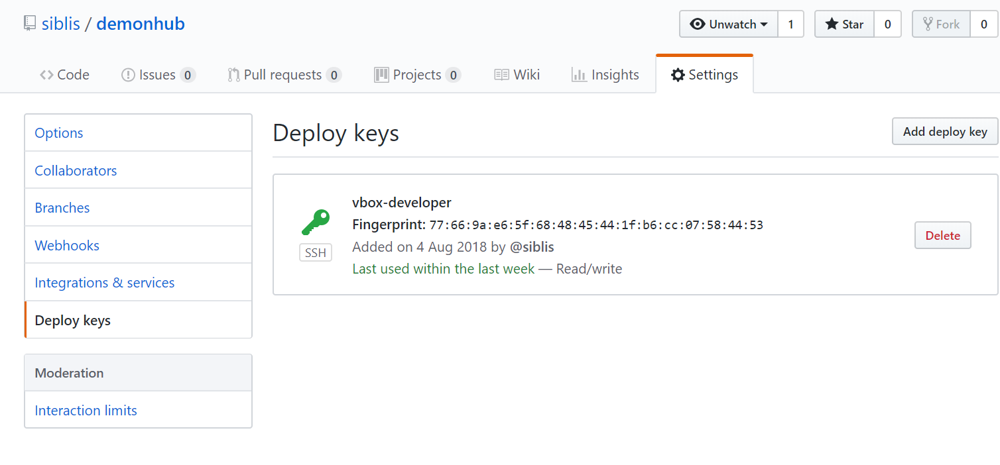 siblis / demonhub
Unwatch 1 Star 0 Fork 0
Code Issues 0 Pull requests 0 Projects 0 Wiki Insights Settings
Options
Collaborators
Branches
Webhooks
Integrations & services
Deploy keys
Moderation
Interaction limits
Deploy keys
Add deploy key
SSH
vbox-developer
Fingerprint: 77:66:9a:e6:5f:68:48:45:44:1f:b6:cc:07:58:44:53
Added on 4 Aug 2018 by @siblis
Last used within the last week — Read/write
Delete